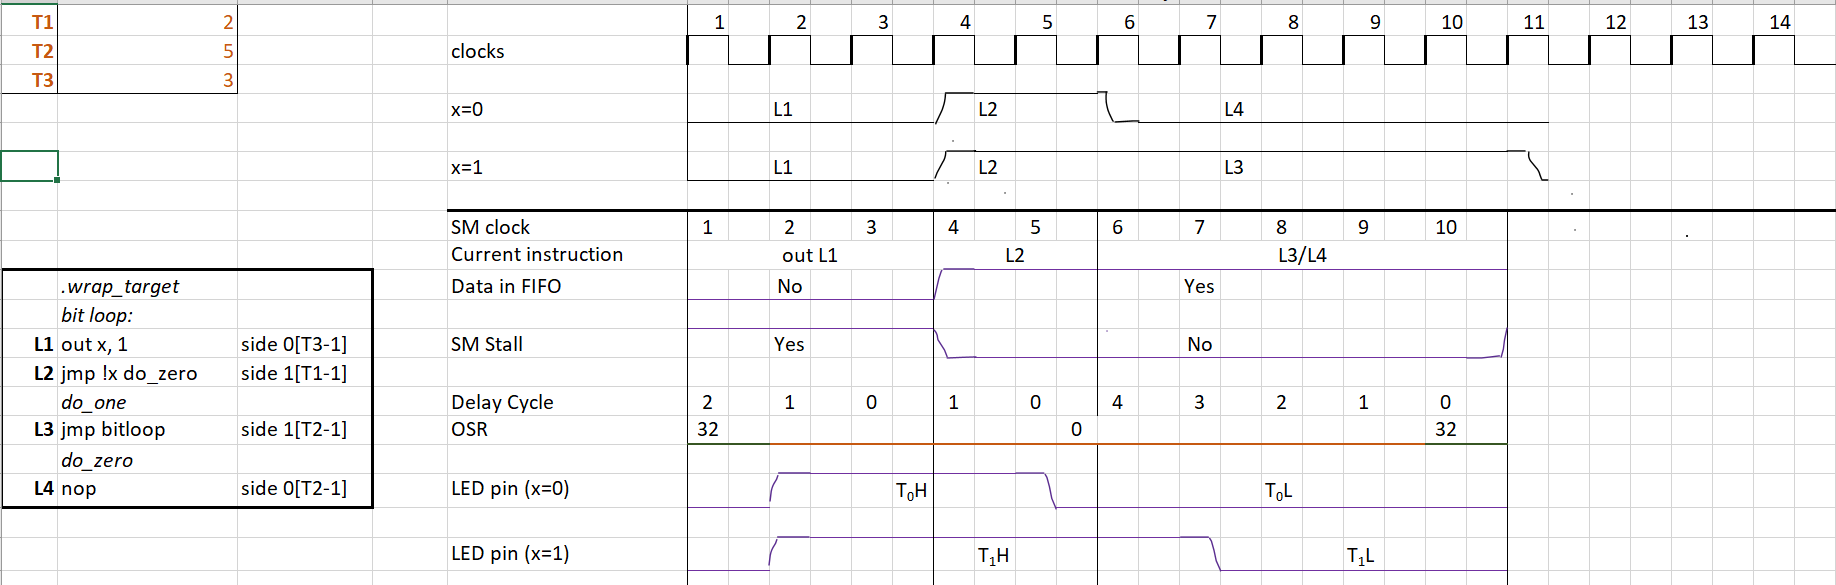 T1 2 1 2 3 4 5 6 7 8 9 10 11 12 13 14
T2 5 clocks
T3 3
x=0 L1 L2 L4
x=1 L1 L2 L3
SM clock 1 2 3 4 5 6 7 8 9 10
Current instruction out L1 L2 L3/L4
.wrap_target Data in FIFO No Yes
bit loop:
L1 out x, 1 side 0[T3-1] SM Stall Yes No
L2 jmp !x do_zero side 1[T1-1]
do_one Delay Cycle 2 1 0 1 0 4 3 2 1 0
L3 jmp bitloop side 1[T2-1] OSR 32 0 32
do_zero
L4 nop side 0[T2-1] LED pin (x=0) T₀H T₀L
LED pin (x=1) T₁H T₁L